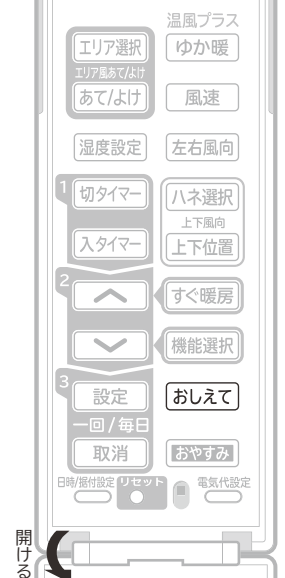 温風プラス
エリア選択
ゆか暖
エリア風あて/よけ
あて/よけ
風速
湿度設定
左右風向
1
切タイマー
ハネ選択
上下風向
入タイマー
上下位置
2
すぐ暖房
機能選択
3
設定
おしえて
一回/毎日
取消
おやすみ
日時/据付設定
リセット
電気代設定
開ける